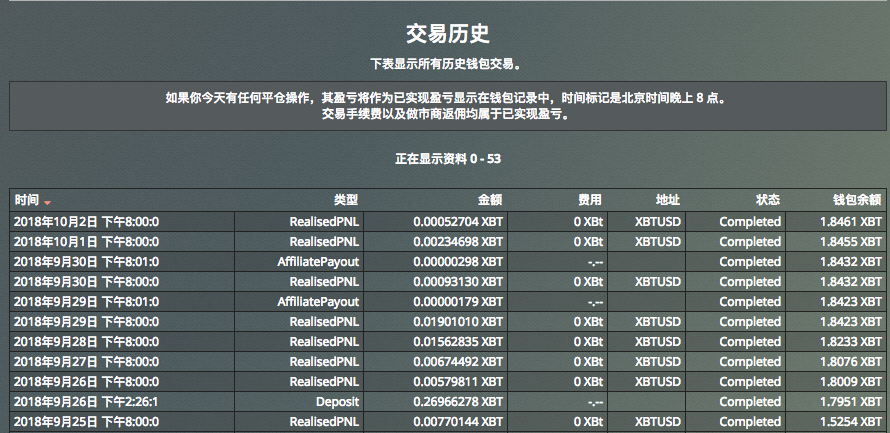 交易历史
下表显示所有历史钱包交易。
如果你今天有任何平仓操作，其盈亏将作为已实现盈亏显示在钱包记录中，时间标记是北京时间晚上 8 点。
交易手续费以及做市商返佣均属于已实现盈亏。
正在显示资料 0 - 53
时间 类型 金额 费用 地址 状态 钱包余额
2018年10月2日 下午8:00:0 RealisedPNL 0.00052704 XBT 0 XBt XBTUSD Completed 1.8461 XBT
2018年10月1日 下午8:00:0 RealisedPNL 0.00234698 XBT 0 XBt XBTUSD Completed 1.8455 XBT
2018年9月30日 下午8:01:0 AffiliatePayout 0.00000298 XBT -.-- Completed 1.8432 XBT
2018年9月30日 下午8:00:0 RealisedPNL 0.00093130 XBT 0 XBt XBTUSD Completed 1.8432 XBT
2018年9月29日 下午8:01:0 AffiliatePayout 0.00000179 XBT -.-- Completed 1.8423 XBT
2018年9月29日 下午8:00:0 RealisedPNL 0.01901010 XBT 0 XBt XBTUSD Completed 1.8423 XBT
2018年9月28日 下午8:00:0 RealisedPNL 0.01562835 XBT 0 XBt XBTUSD Completed 1.8233 XBT
2018年9月27日 下午8:00:0 RealisedPNL 0.00674492 XBT 0 XBt XBTUSD Completed 1.8076 XBT
2018年9月26日 下午8:00:0 RealisedPNL 0.00579811 XBT 0 XBt XBTUSD Completed 1.8009 XBT
2018年9月26日 下午2:26:1 Deposit 0.26966278 XBT -.-- Completed 1.7951 XBT
2018年9月25日 下午8:00:0 RealisedPNL 0.00770144 XBT 0 XBt XBTUSD Completed 1.5254 XBT